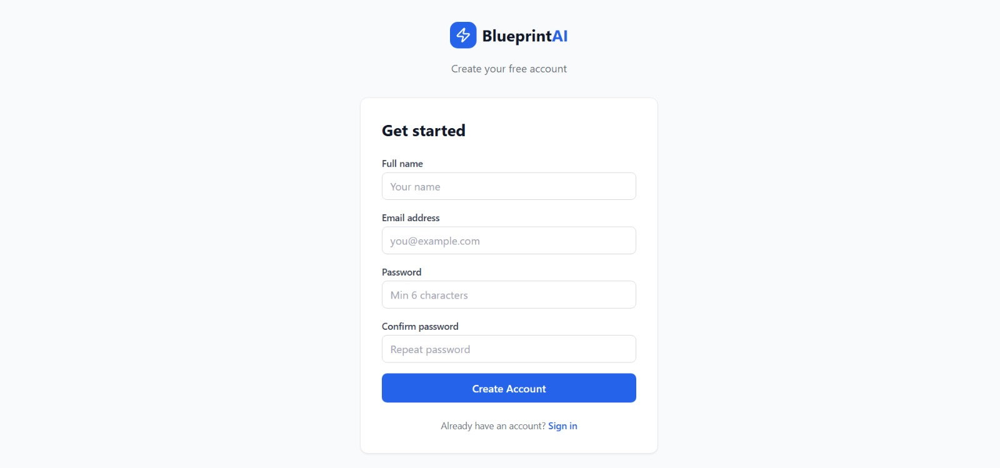 BlueprintAI
Create your free account
Get started
Full name
Your name
Email address
you@example.com
Password
Min 6 characters
Confirm password
Repeat password
Create Account
Already have an account? Sign in